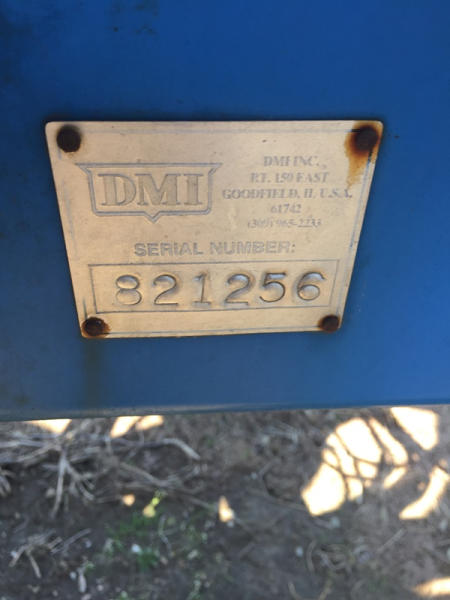 DMI
DMI INC.
RT. 150 EAST
GOODFIELD, IL U.S.A.
61742
(309) 965-2233
SERIAL NUMBER:
821256